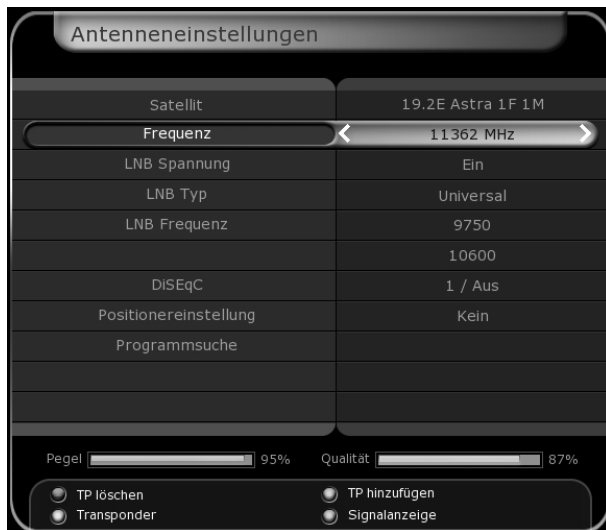 Antenneneinstellungen
Satellit 19.2E Astra 1F 1M
Frequenz 11362 MHz
LNB Spannung Ein
LNB Typ Universal
LNB Frequenz 9750
10600
DiSEqC 1 / Aus
Positionereinstellung Kein
Programmsuche
Pegel 95% Qualität 87%
TP löschen TP hinzufügen
Transponder Signalanzeige